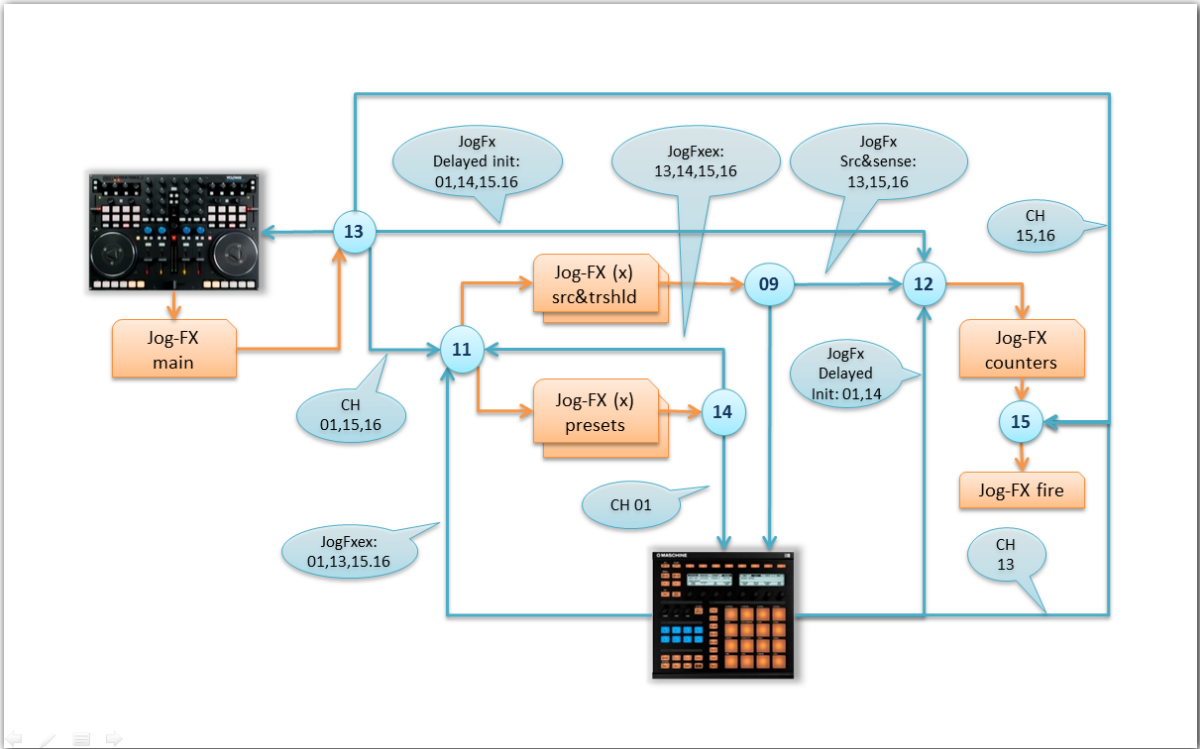 JogFx
Delayed init:
01,14,15.16
JogFxex:
13,14,15,16
JogFx
Src&sense:
13,15,16
CH
15,16
13
Jog-FX (x)
src&trshld
09
12
Jog-FX
main
11
Jog-FX
counters
JogFx
Delayed
Init: 01,14
CH
01,15,16
Jog-FX (x)
presets
14
15
CH 01
Jog-FX fire
JogFxex:
01,13,15.16
CH
13
MASCHINE